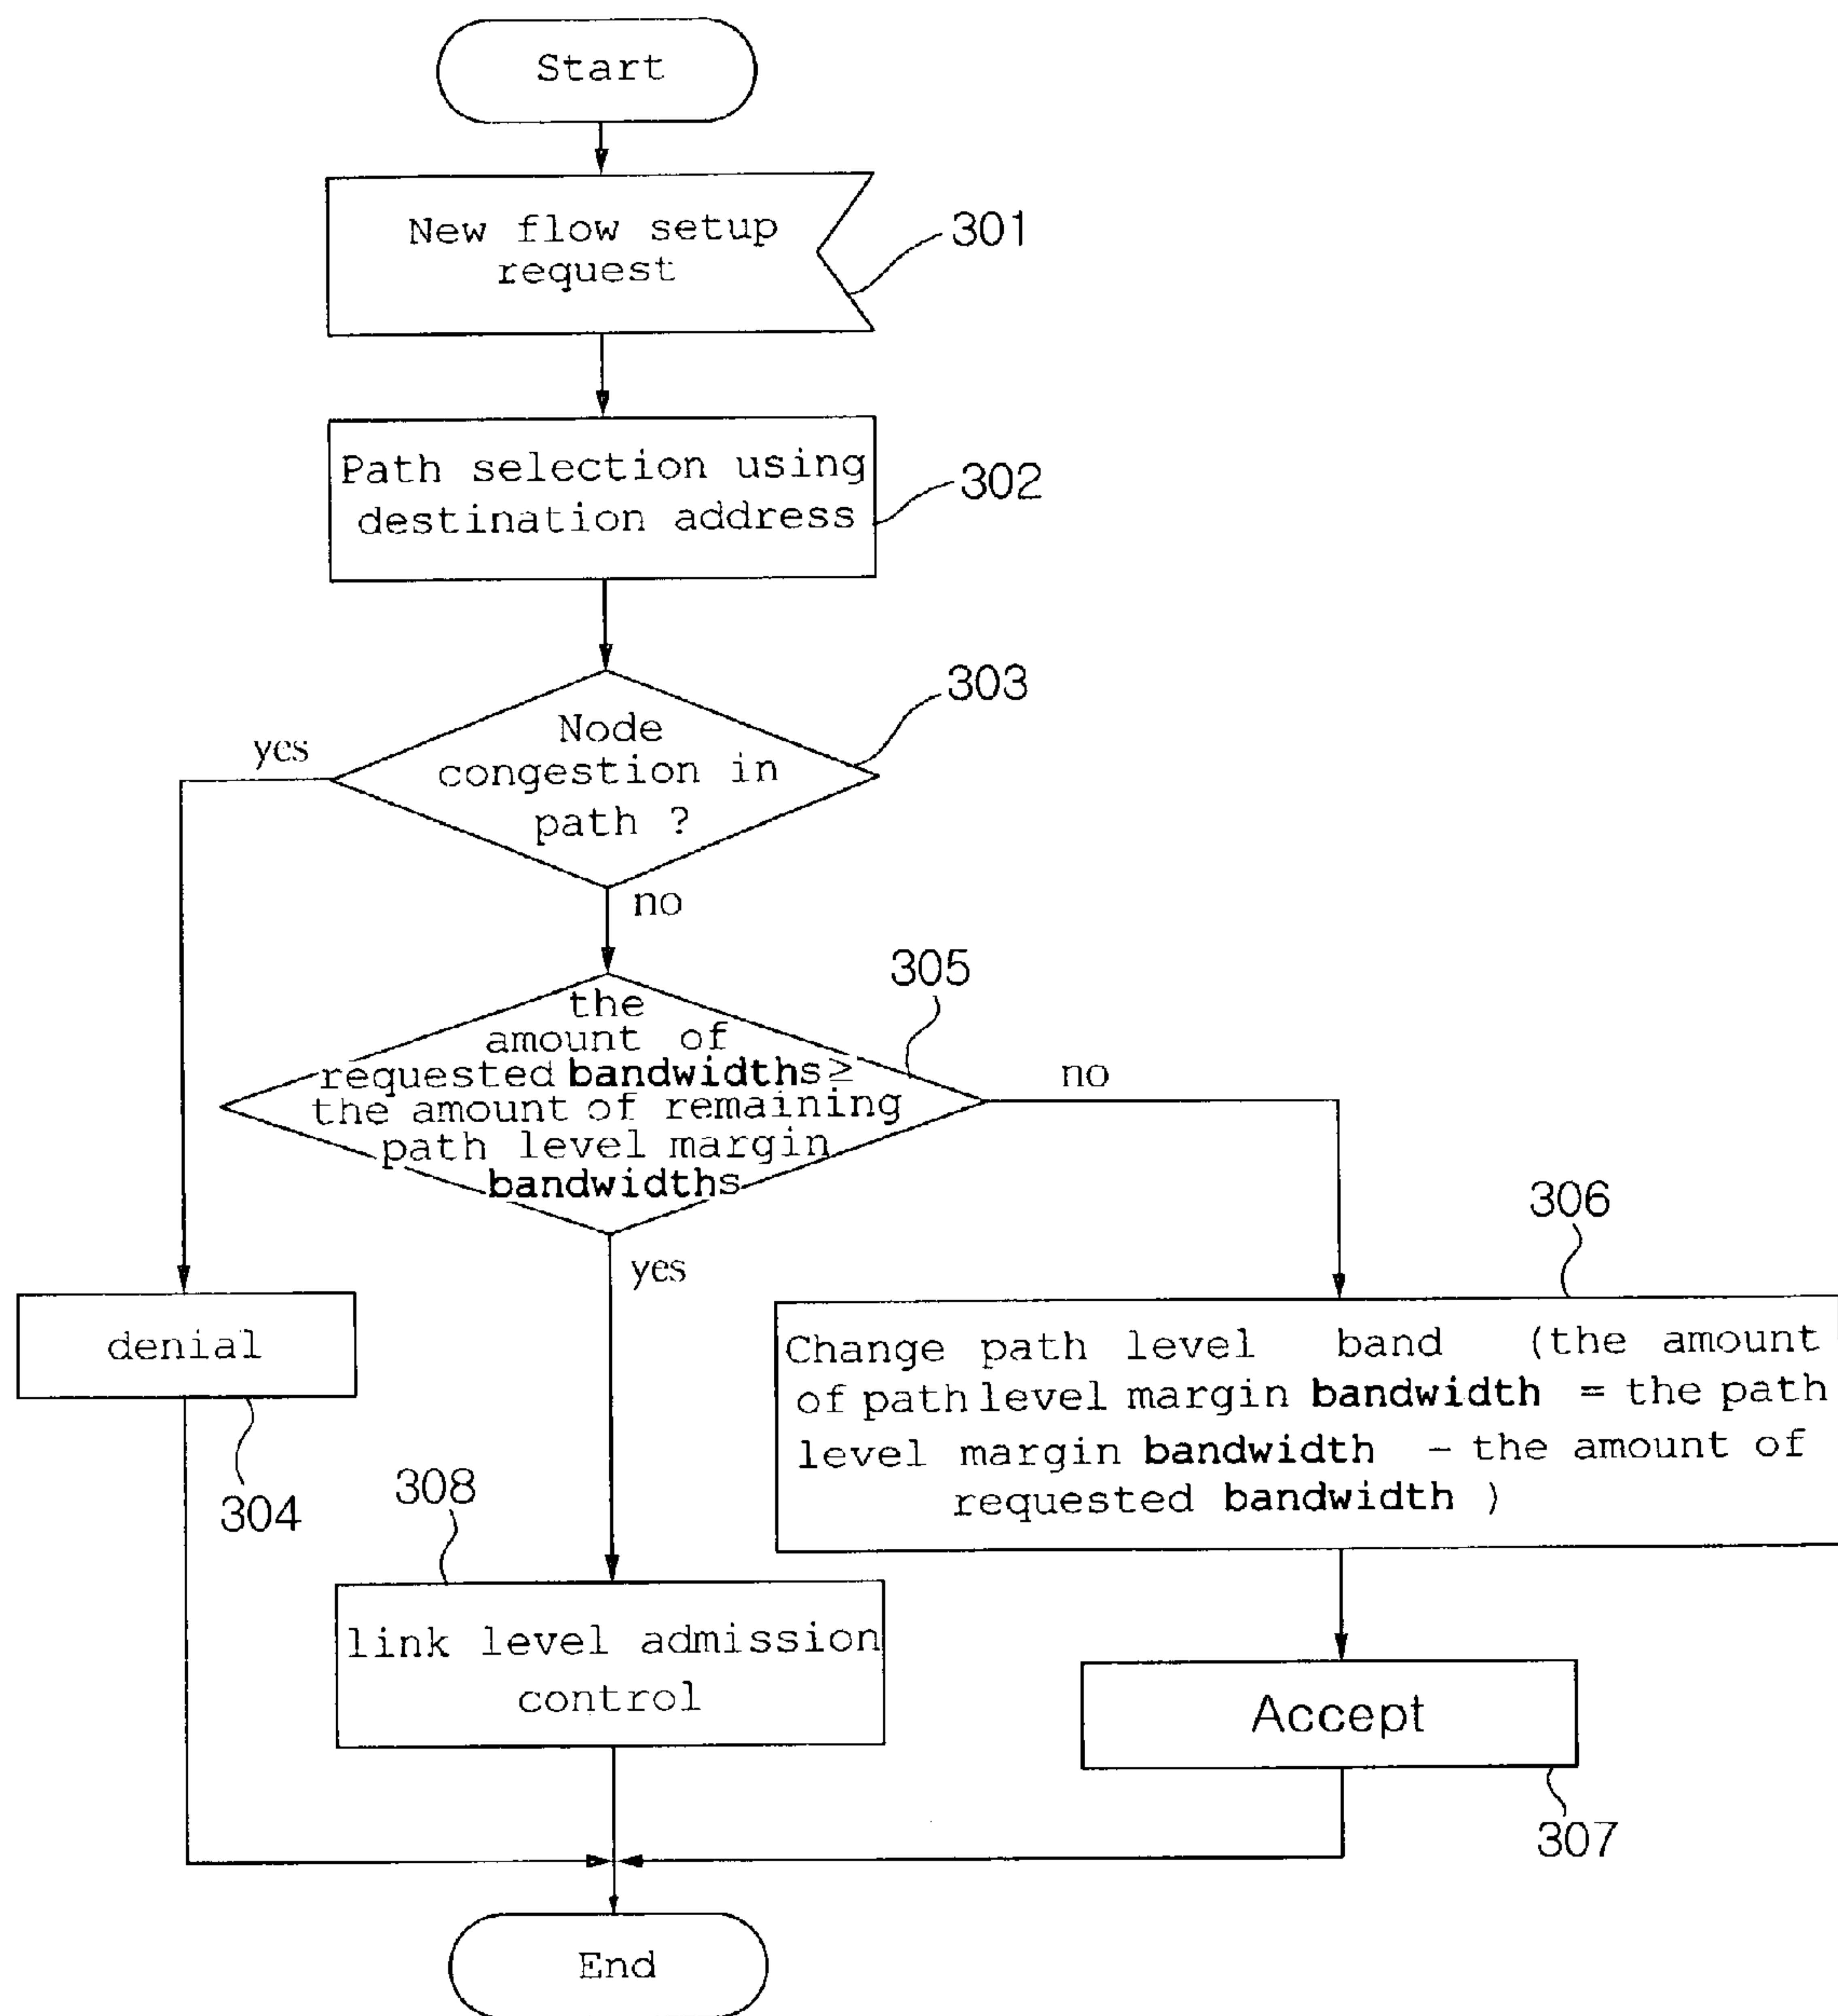 Start
New flow setup
request
301
Path selection using
destination address
302
303
Node
congestion in
path ?
yes
no
305
the
amount of
requested bandwidths≥
the amount of remaining
path level margin
bandwidths
no
yes
306
denial
304
Change path level band (the amount
of path level margin bandwidth = the path
level margin bandwidth - the amount of
requested bandwidth )
308
link level admission
control
Accept
307
End